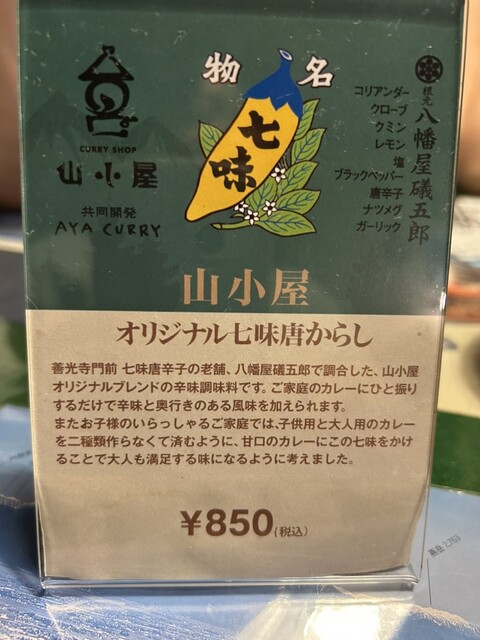 物名
七味
CURRY SHOP
山小屋
共同開発
AYA CURRY
根元
八幡屋礒五郎
コリアンダー
クローブ
クミン
レモン
塩
ブラックペッパー
唐辛子
ナツメグ
ガーリック
山小屋
オリジナル七味唐からし
善光寺門前 七味唐辛子の老舗、八幡屋礒五郎で調合した、山小屋
オリジナルブレンドの辛味調味料です。ご家庭のカレーにひと振り
するだけで辛味と奥行きのある風味を加えられます。
またお子様のいらっしゃるご家庭では、子供用と大人用のカレー
を二種類作らなくて済むように、甘口のカレーにこの七味をかけ
ることで大人も満足する味になるように考えました。
¥850(税込)